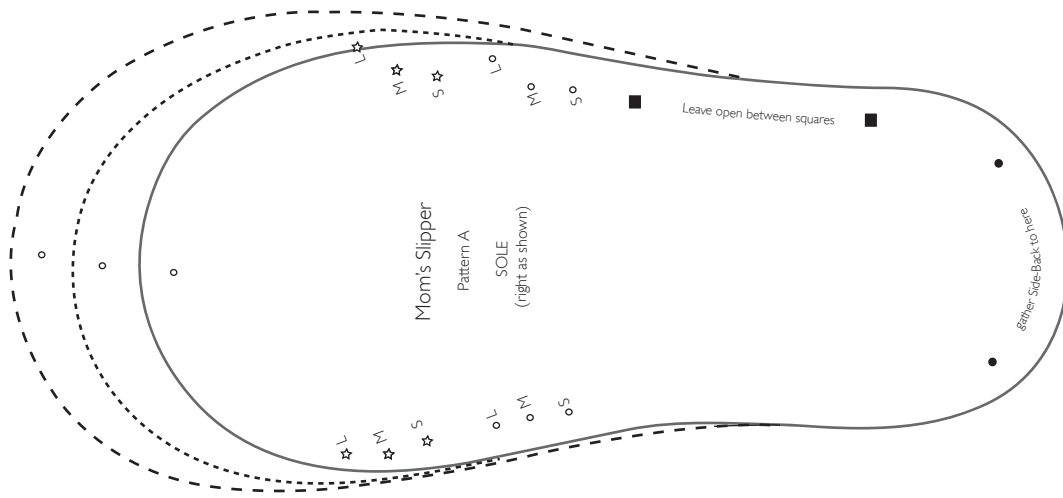 L
M
S
L
M
S
Leave open between squares
Mom's Slipper
Pattern A
SOLE
(right as shown)
gather Side-Back to here
L
M
S
L
M
S